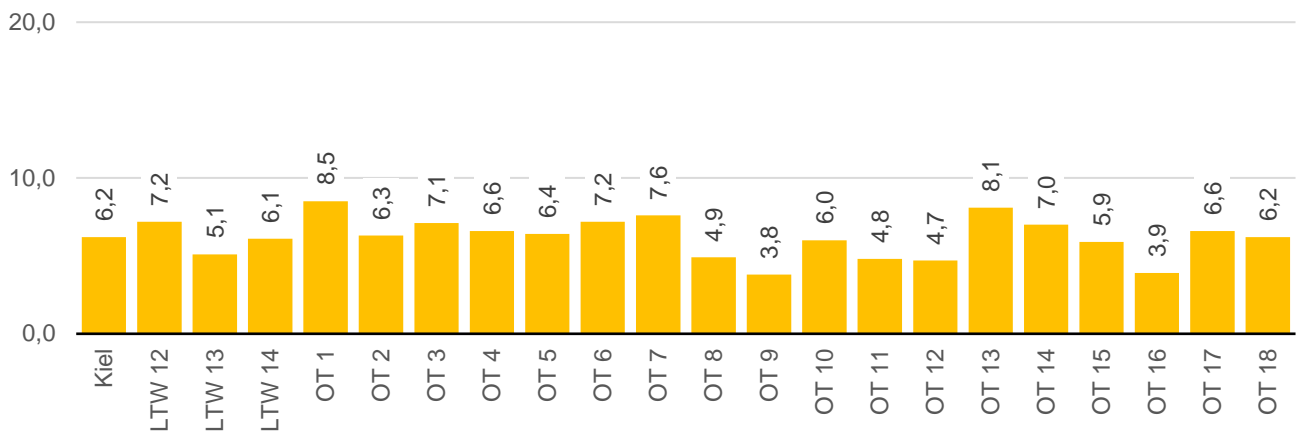 20,0
10,0
0,0
6,2
7,2
5,1
6,1
8,5
6,3
7,1
6,6
6,4
7,2
7,6
4,9
3,8
6,0
4,8
4,7
8,1
7,0
5,9
3,9
6,6
6,2
Kiel
LTW 12
LTW 13
LTW 14
OT 1
OT 2
OT 3
OT 4
OT 5
OT 6
OT 7
OT 8
OT 9
OT 10
OT 11
OT 12
OT 13
OT 14
OT 15
OT 16
OT 17
OT 18